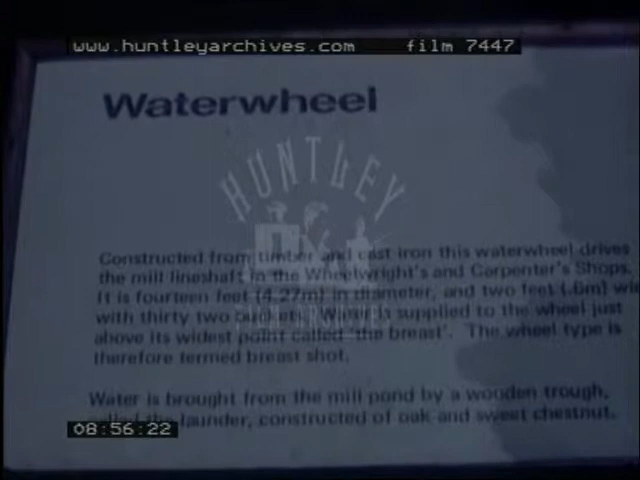 www.huntleyarchives.com film 7447
Waterwheel
HUNTLEY
Constructed from timber and cast iron this waterwheel drives
the mill lineshaft in the Wheelwright's and Carpenter's Shops.
It is fourteen feet (4.27m) in diameter, and two feet (.6m) wi
with thirty two buckets. Water is supplied to the wheel just
above its widest point called 'the breast'. The wheel type is
therefore termed breast shot.
Water is brought from the mill pond by a wooden trough,
called the launder, constructed of oak and sweet chestnut.
08:56:22